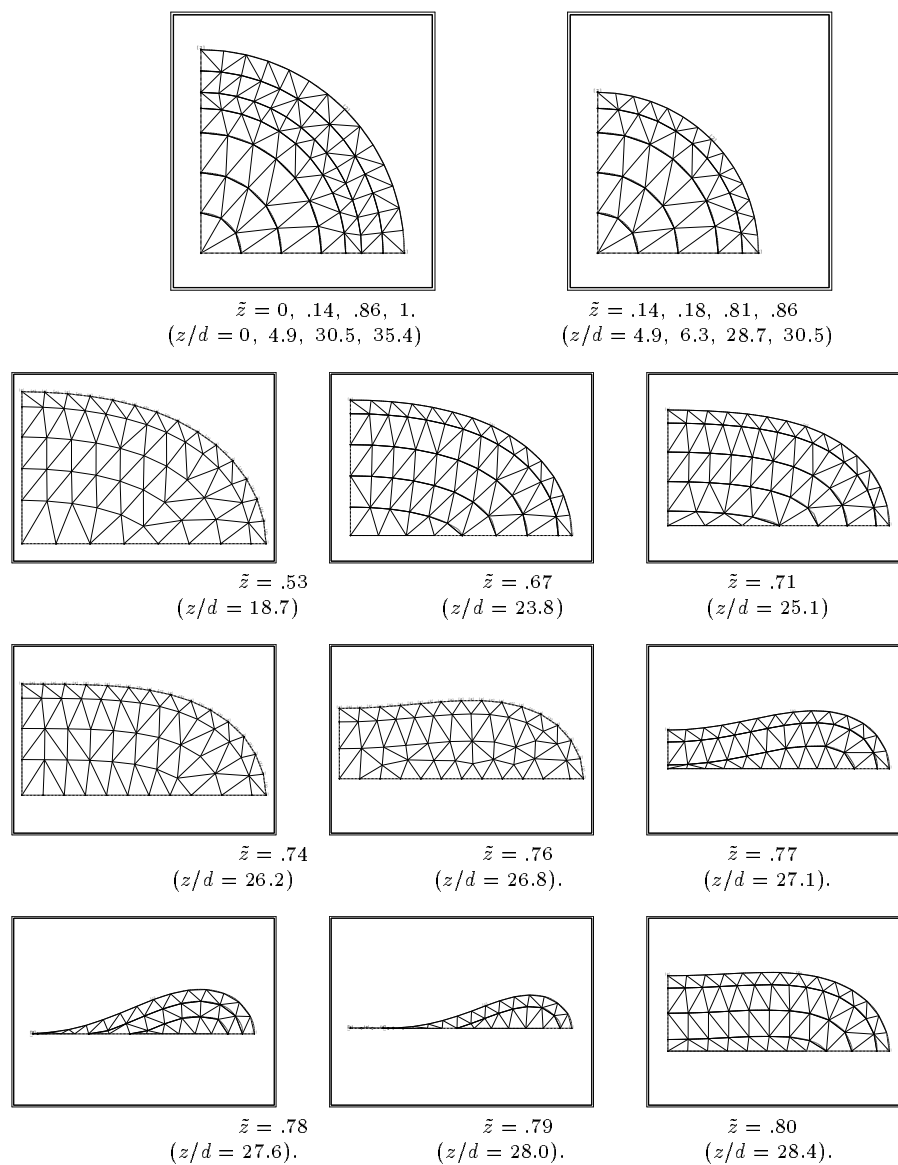 z̃ = 0, .14, .86, 1.
(z/d = 0, 4.9, 30.5, 35.4)
z̃ = .14, .18, .81, .86
(z/d = 4.9, 6.3, 28.7, 30.5)
z̃ = .53
(z/d = 18.7)
z̃ = .67
(z/d = 23.8)
z̃ = .71
(z/d = 25.1)
z̃ = .74
(z/d = 26.2)
z̃ = .76
(z/d = 26.8).
z̃ = .77
(z/d = 27.1).
z̃ = .78
(z/d = 27.6).
z̃ = .79
(z/d = 28.0).
z̃ = .80
(z/d = 28.4).